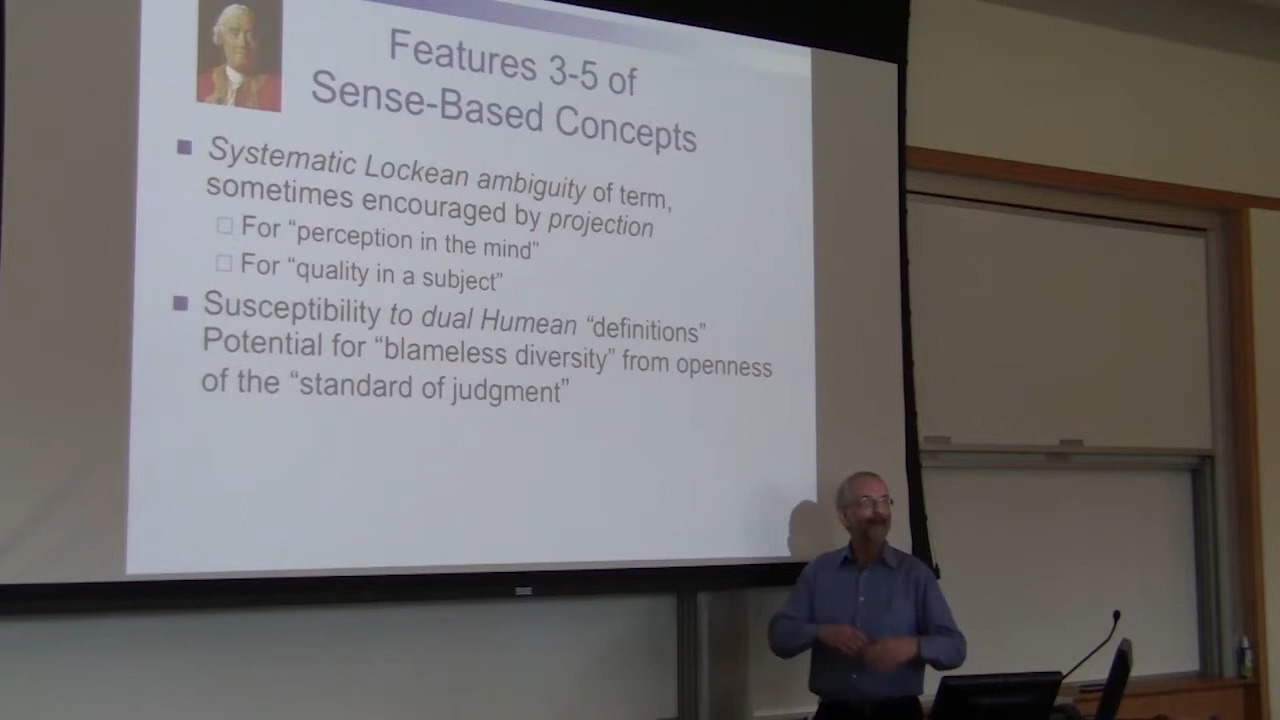 Features 3-5 of
Sense-Based Concepts
Systematic Lockean ambiguity of term,
sometimes encouraged by projection
For “perception in the mind”
For “quality in a subject”
Susceptibility to dual Humean “definitions”
Potential for “blameless diversity” from openness
of the “standard of judgment”